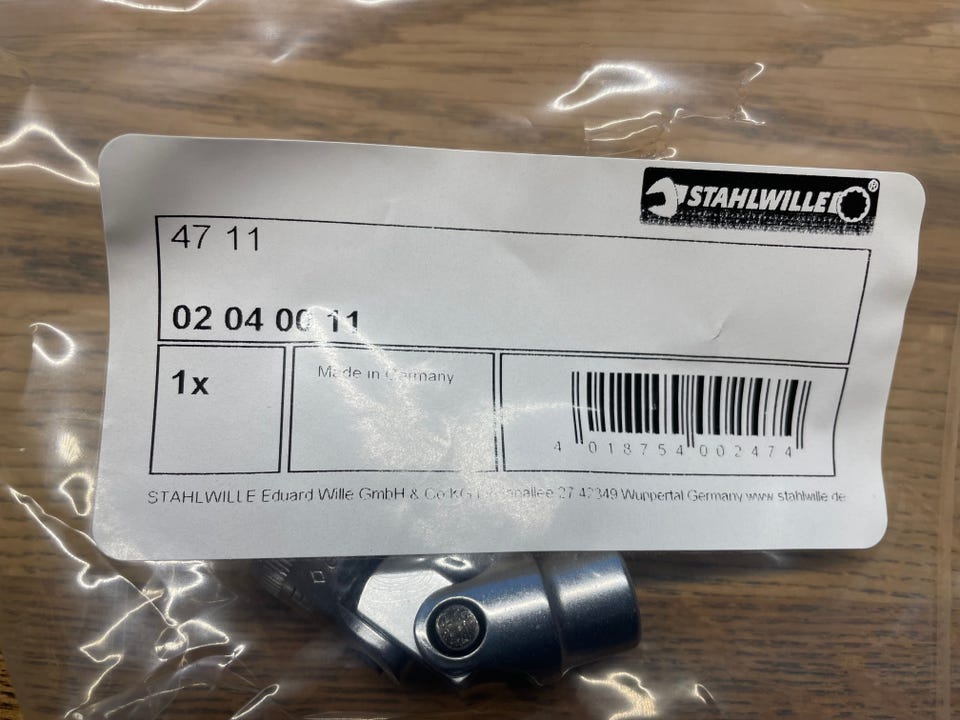 STAHLWILLE®
47 11
02 04 00 11
1x
Made in Germany
4 018754 002474
STAHLWILLE Eduard Wille GmbH & Co KG 27 42349 Wuppertal Germany www.stahlwille.de